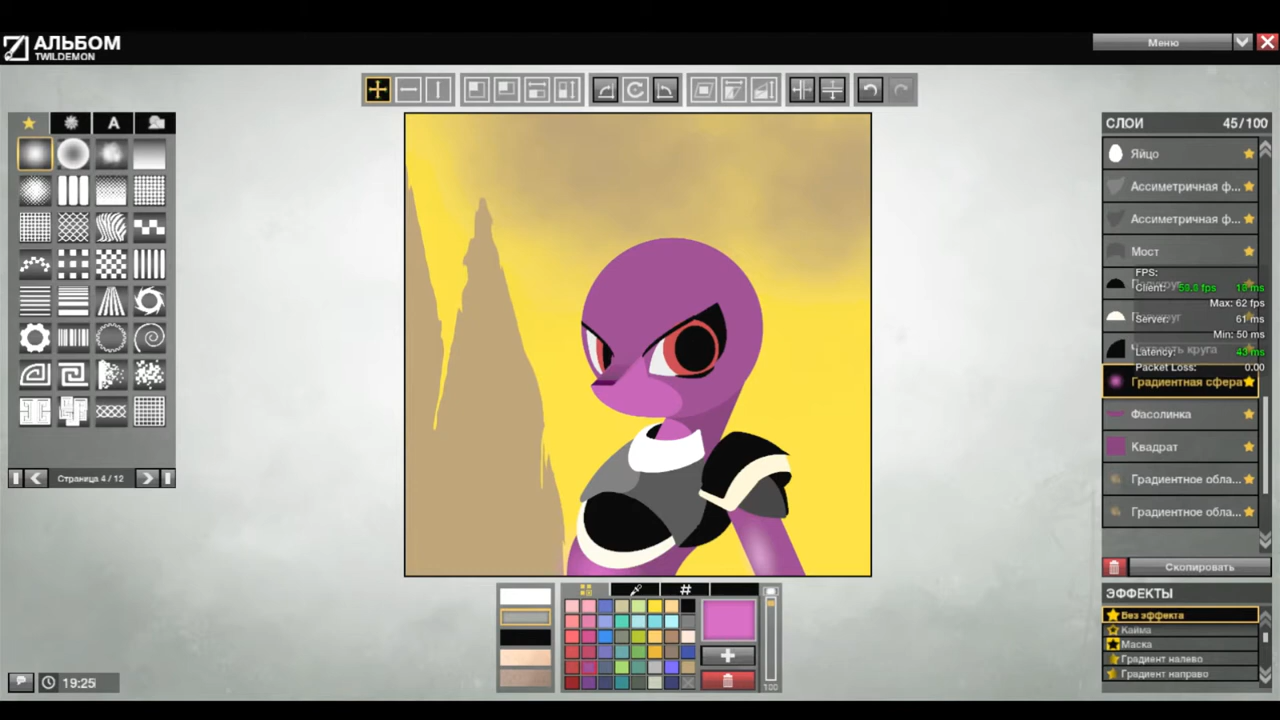 АЛЬБОМ
TWILDEMON
Меню
A
СЛОИ 45/100
Яйцо
Ассиметричная ф...
Ассиметричная ф...
Мост
FPS:
Client: 59.8 fps
Max: 62 fps
Server: 61 ms
Min: 50 ms
Четверть круга
Latency: 43 ms
Packet Loss: 0.00
Градиентная сфера
Фасолинка
Квадрат
Градиентное обла...
Градиентное обла...
Скопировать
ЭФФЕКТЫ
Без эффекта
Кайма
Маска
Градиент налево
Градиент направо
Страница 4 / 12
#
100
19:25